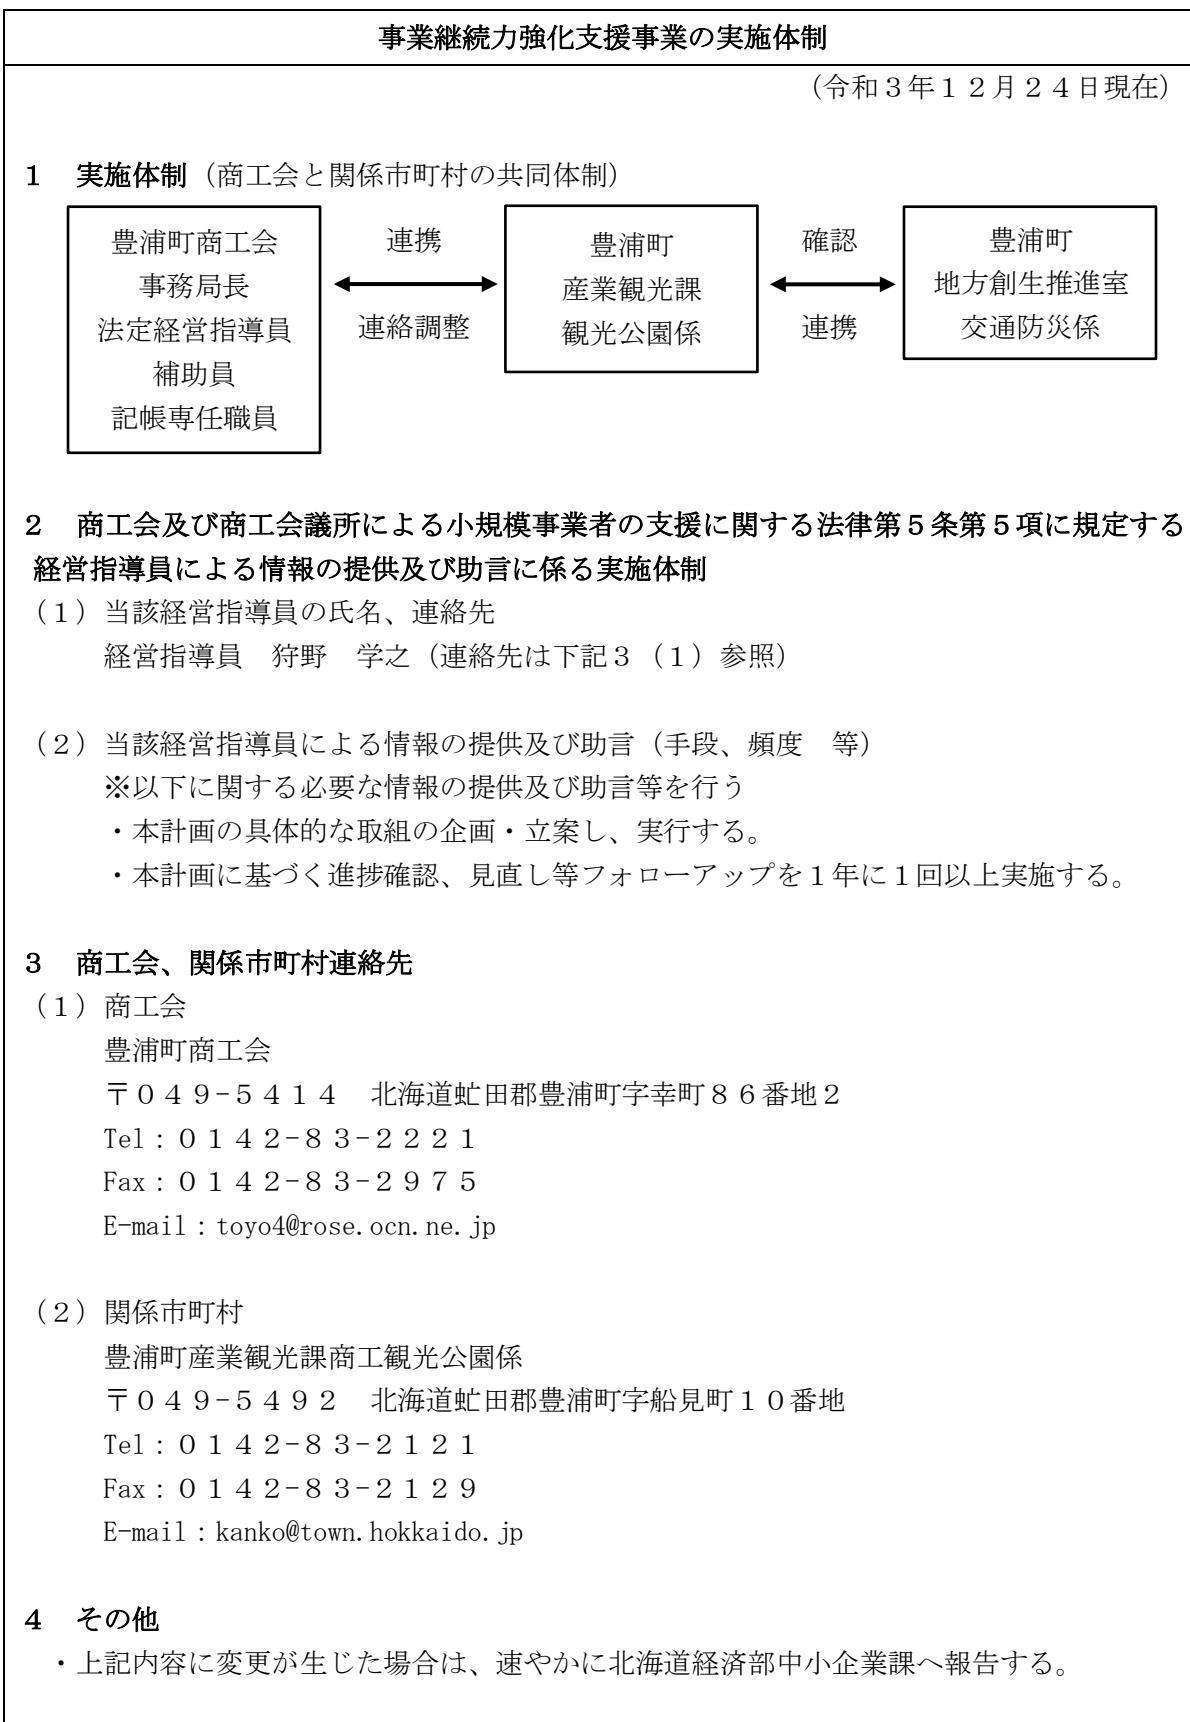 事業継続力強化支援事業の実施体制
（令和３年１２月２４日現在）
１　実施体制（商工会と関係市町村の共同体制）
豊浦町商工会
事務局長
法定経営指導員
補助員
記帳専任職員
連携
連絡調整
豊浦町
産業観光課
観光公園係
確認
連携
豊浦町
地方創生推進室
交通防災係
２　商工会及び商工会議所による小規模事業者の支援に関する法律第５条第５項に規定する
経営指導員による情報の提供及び助言に係る実施体制
（１）当該経営指導員の氏名、連絡先
経営指導員　狩野　学之（連絡先は下記３（１）参照）
（２）当該経営指導員による情報の提供及び助言（手段、頻度　等）
※以下に関する必要な情報の提供及び助言等を行う
・本計画の具体的な取組の企画・立案し、実行する。
・本計画に基づく進捗確認、見直し等フォローアップを１年に１回以上実施する。
３　商工会、関係市町村連絡先
（１）商工会
豊浦町商工会
〒０４９-５４１４　北海道虻田郡豊浦町字幸町８６番地２
Tel：０１４２-８３-２２２１
Fax：０１４２-８３-２９７５
E-mail：toyo4@rose.ocn.ne.jp
（２）関係市町村
豊浦町産業観光課商工観光公園係
〒０４９-５４９２　北海道虻田郡豊浦町字船見町１０番地
Tel：０１４２-８３-２１２１
Fax：０１４２-８３-２１２９
E-mail：kanko@town.hokkaido.jp
４　その他
・上記内容に変更が生じた場合は、速やかに北海道経済部中小企業課へ報告する。